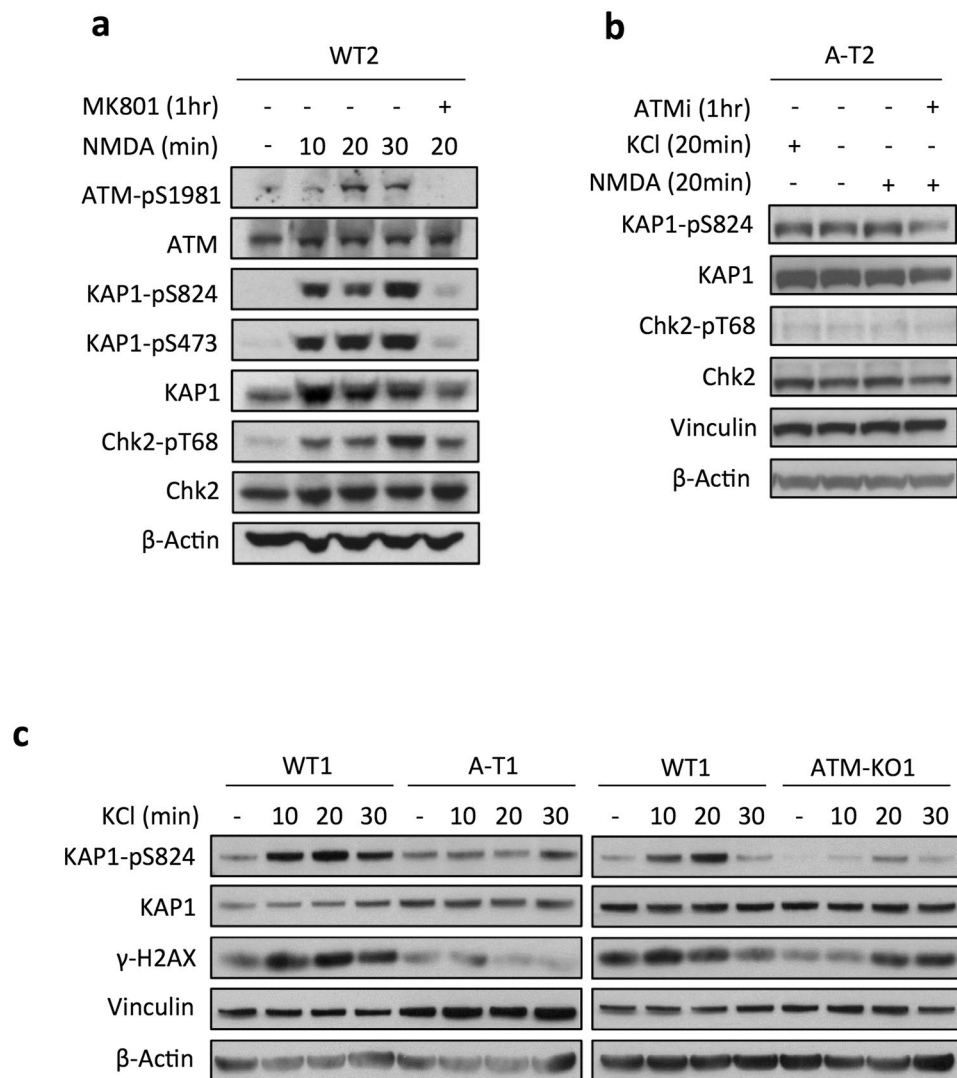 a
WT2
MK801 (1hr) - - - - +
NMDA (min) - 10 20 30 20
ATM-pS1981
ATM
KAP1-pS824
KAP1-pS473
KAP1
Chk2-pT68
Chk2
β-Actin
b
A-T2
ATMi (1hr) - - - +
KCl (20min) + - - -
NMDA (20min) - - + +
KAP1-pS824
KAP1
Chk2-pT68
Chk2
Vinculin
β-Actin
c
WT1 A-T1 WT1 ATM-KO1
KCl (min) - 10 20 30 - 10 20 30 - 10 20 30 - 10 20 30
KAP1-pS824
KAP1
γ-H2AX
Vinculin
β-Actin